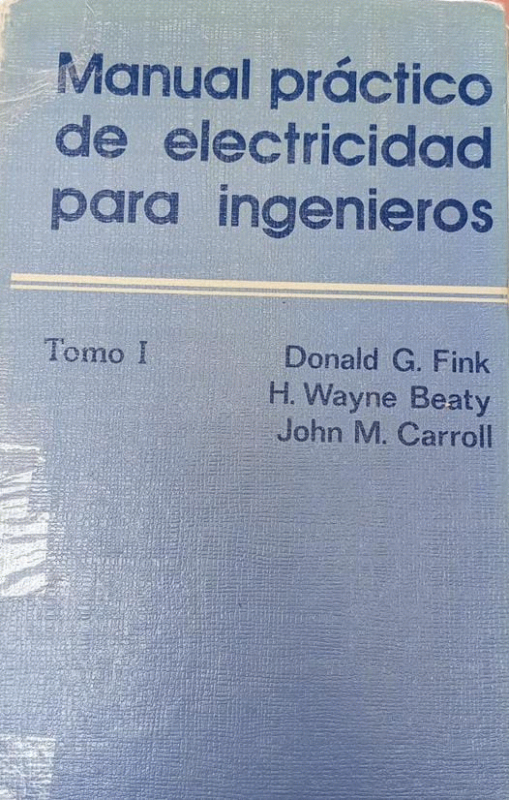 Manual práctico
de electricidad
para ingenieros
Tomo I
Donald G. Fink
H. Wayne Beaty
John M. Carroll